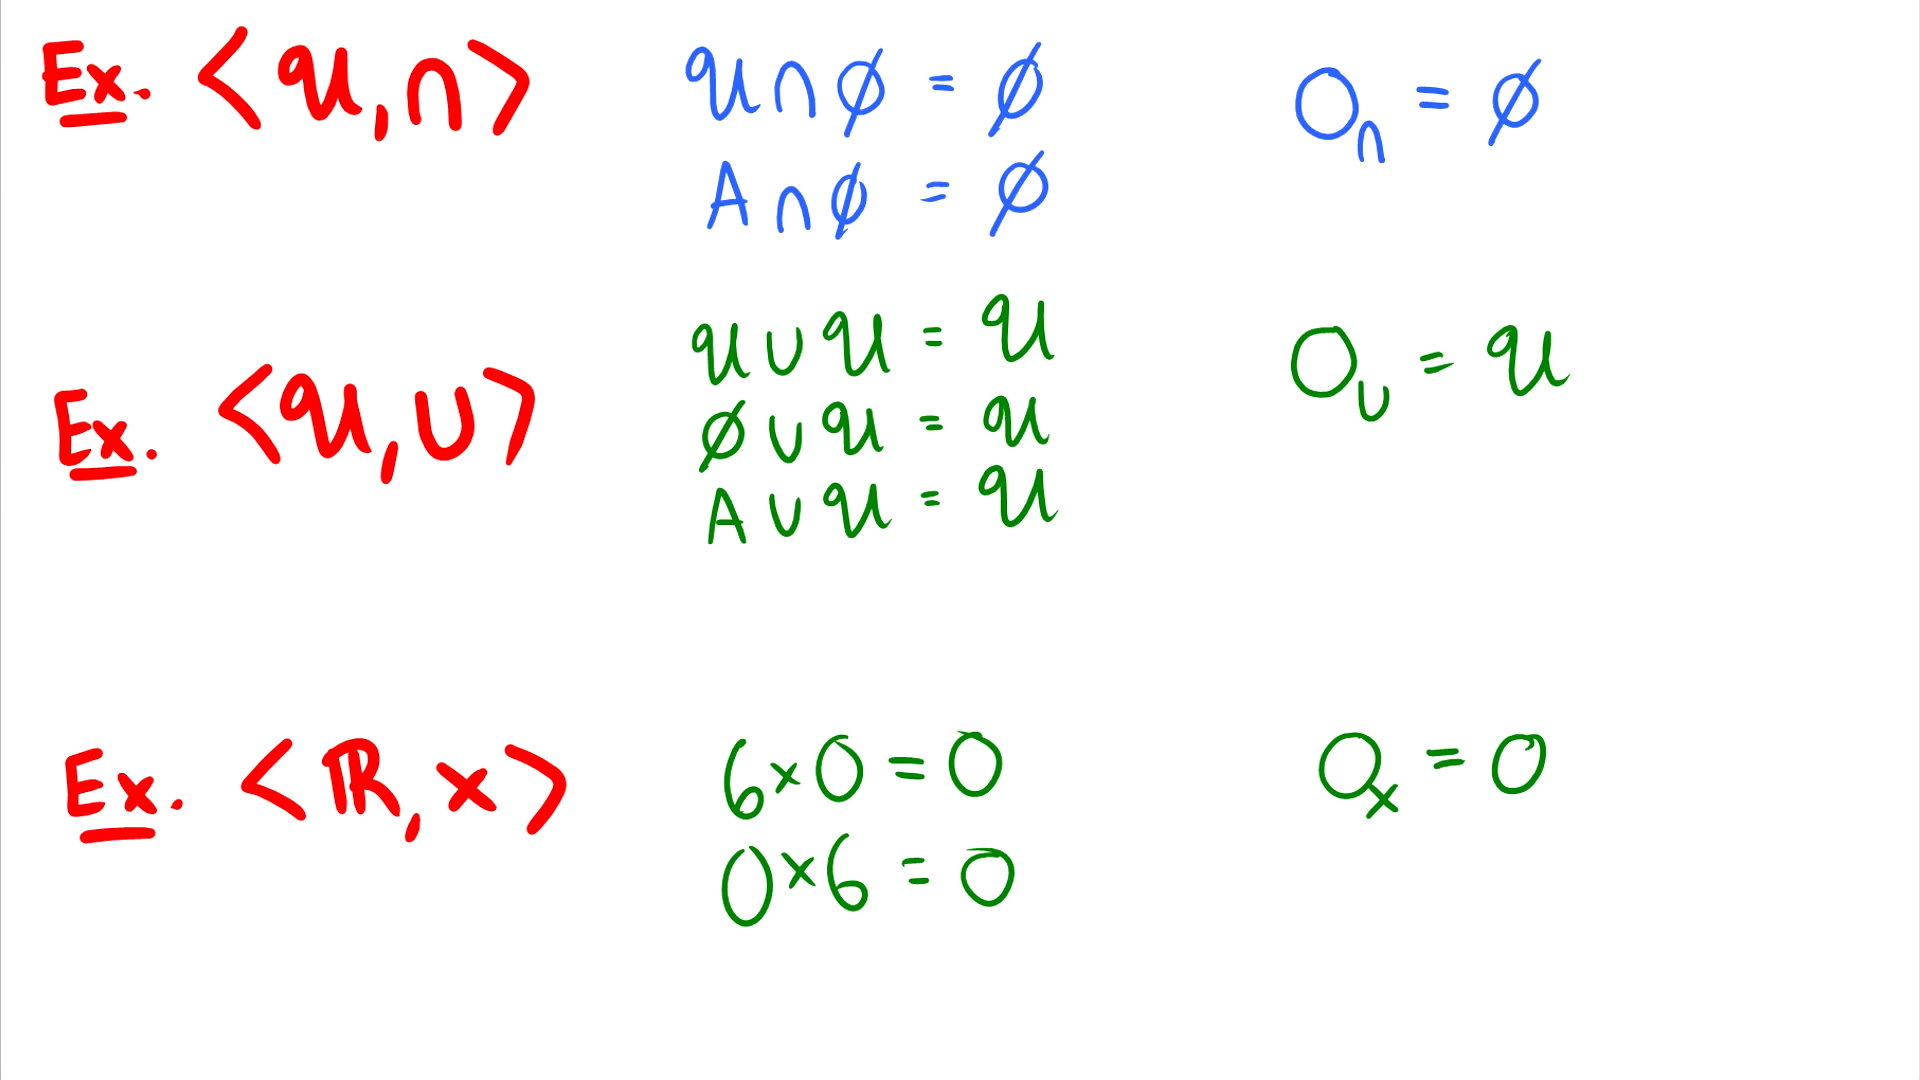 Ex. <𝒰,∩> 𝒰∩∅ = ∅ O∩ = ∅
A∩∅ = ∅
𝒰∪𝒰 = 𝒰 O∪ = 𝒰
Ex. <𝒰,∪> ∅∪𝒰 = 𝒰
A∪𝒰 = 𝒰
Ex. <ℝ,×> 6×0=0 O× = 0
0×6 = 0